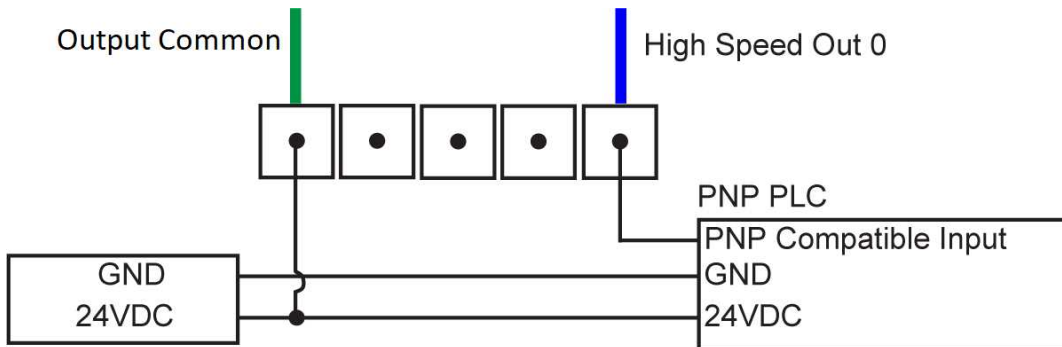 Output Common
High Speed Out 0
PNP PLC
PNP Compatible Input
GND
GND
24VDC
24VDC